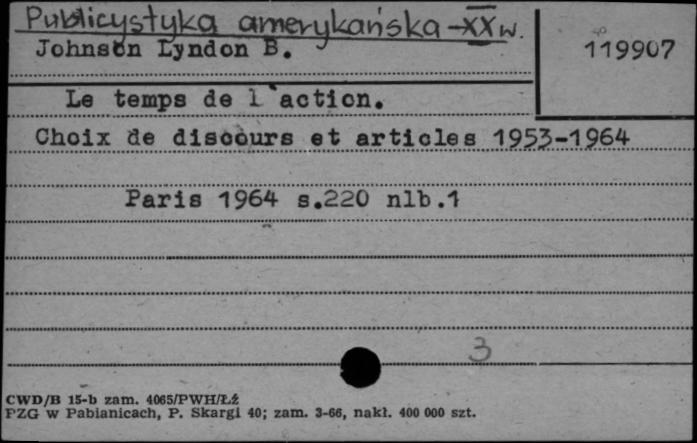 Publicystyka amerykańska - XX w.
Johnson Lyndon B.
119907
Le temps de l'action.
Choix de discours et articles 1953-1964
Paris 1964 s.220 nlb.1
3
CWD/B 15-b zam. 4065/PWH/Łż
PZG w Pabianicach, P. Skargi 40; zam. 3-66, nakł. 400 000 szt.